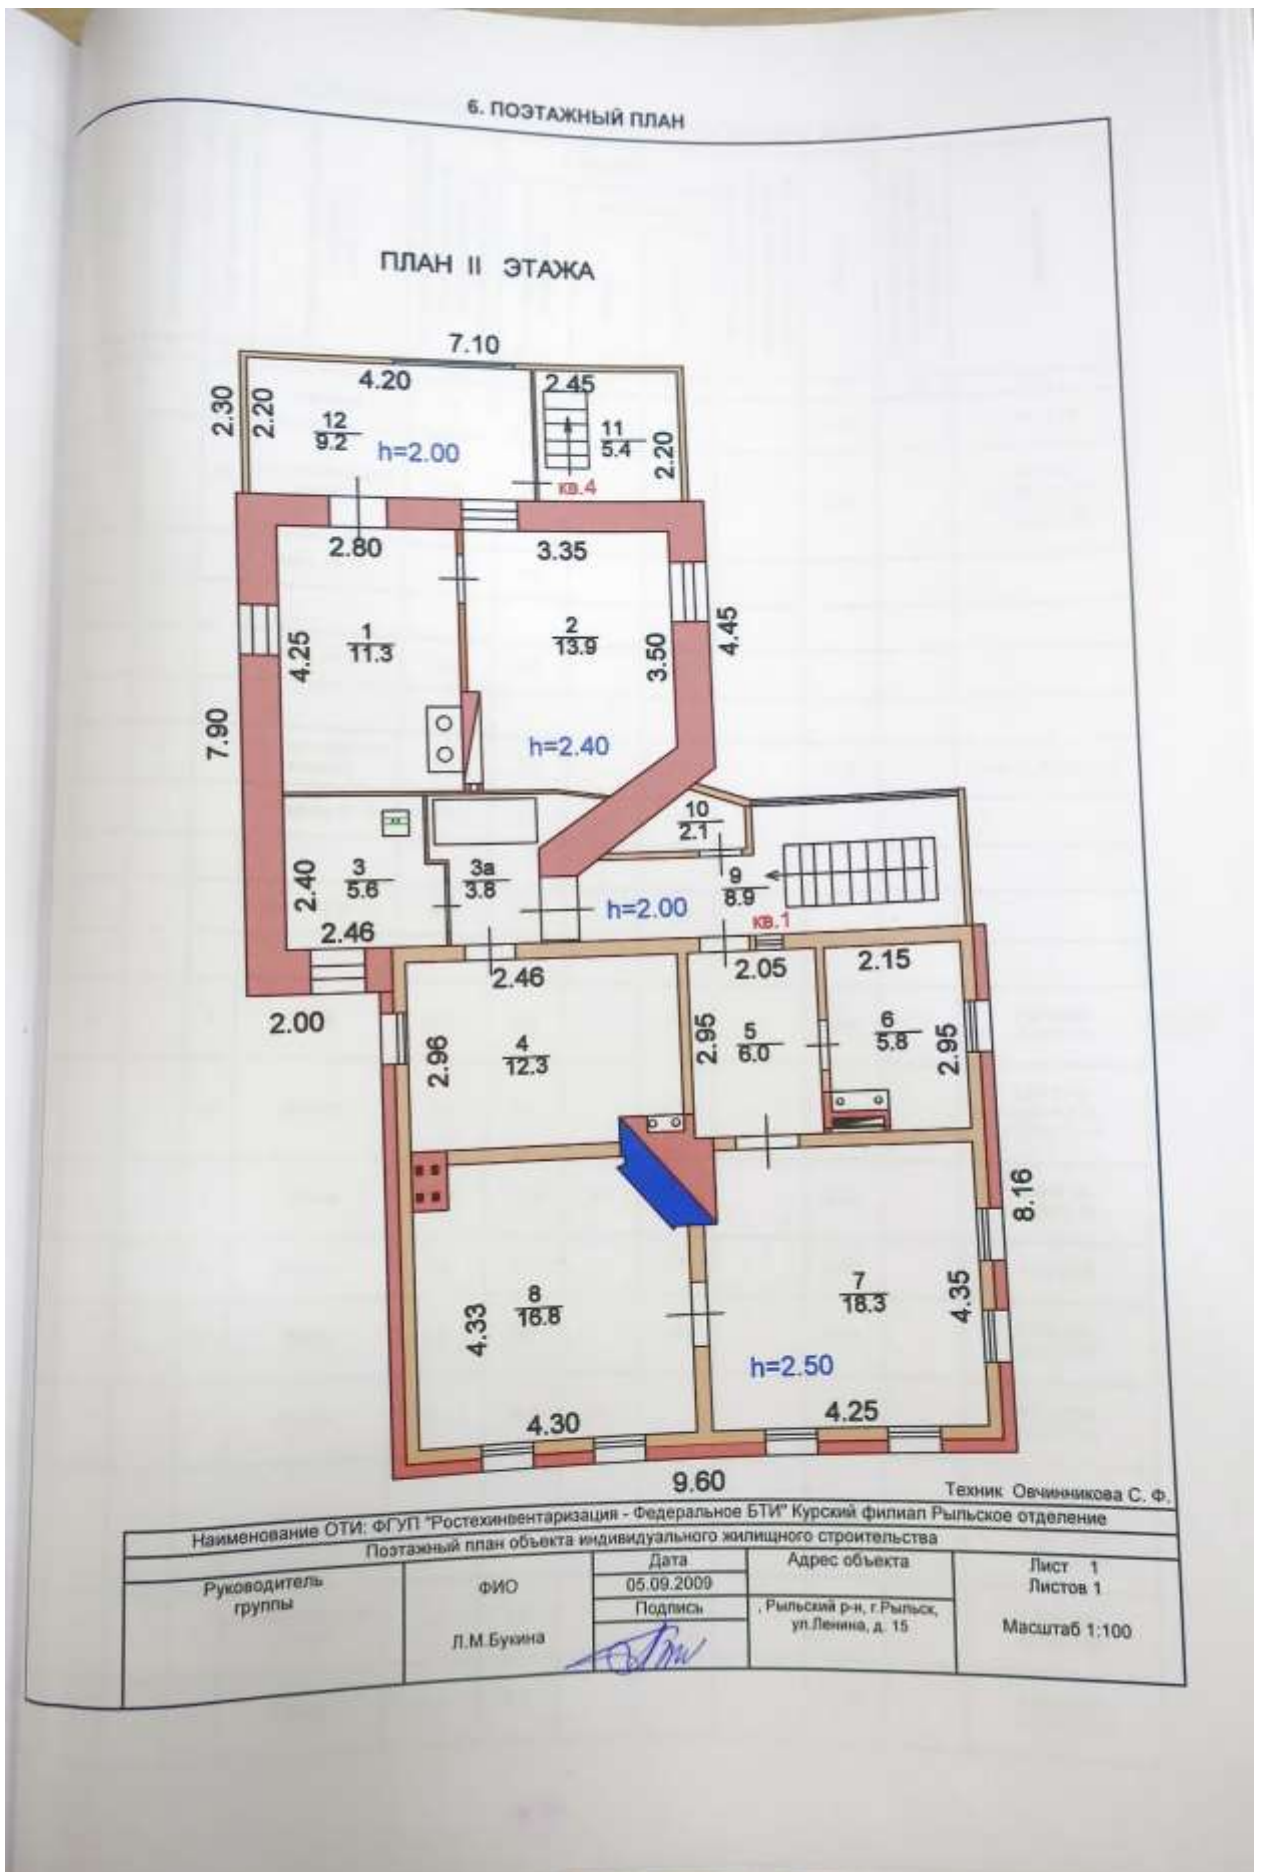 6. ПОЭТАЖНЫЙ ПЛАН
ПЛАН II ЭТАЖА
7.10
4.20
2.45
2.30
2.20
12
9.2
h=2.00
11
5.4
2.20
кв.4
2.80
3.35
4.25
1
11.3
2
13.9
3.50
4.45
7.90
h=2.40
10
2.1
2.40
3
5.6
3а
3.8
9
8.9
h=2.00
кв.1
2.46
2.46
2.05
2.15
2.00
2.96
4
12.3
2.95
5
6.0
6
5.8
2.95
8.16
4.33
8
16.8
7
18.3
4.35
h=2.50
4.30
4.25
9.60
Техник Овчинникова С. Ф.
Наименование ОТИ: ФГУП "Ростехинвентаризация - Федеральное БТИ" Курский филиал Рыльское отделение
Поэтажный план объекта индивидуального жилищного строительства
Руководитель
группы
ФИО
Л.М.Букина
Дата
05.09.2009
Подпись
Адрес объекта
, Рыльский р-н, г.Рыльск,
ул.Ленина, д. 15
Лист 1
Листов 1
Масштаб 1:100